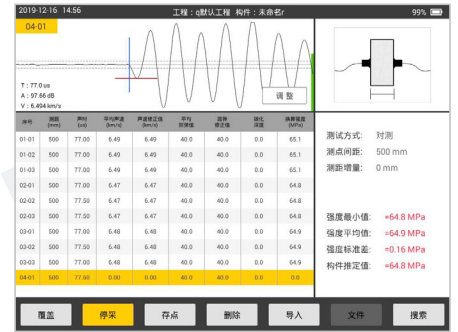 2019-12-16 14:56 工程：q默认工程 构件：未命名r 99%
04-01
T：77.0 us
A：97.66 dB
V：6.494 km/s
调 整
序号 测距(mm) 声时(us) 平均声速(km/s) 声速修正值(km/s) 平均回弹值 回弹修正值 碳化深度 换算强度(MPa)
01-01 500 77.00 6.49 6.49 40.0 40.0 0.0 65.1
01-02 500 77.00 6.49 6.49 40.0 40.0 0.0 65.1
01-03 500 77.00 6.49 6.49 40.0 40.0 0.0 65.1
02-01 500 77.00 6.47 6.47 40.0 40.0 0.0 64.8
02-02 500 77.50 6.47 6.47 40.0 40.0 0.0 64.8
02-03 500 77.50 6.47 6.47 40.0 40.0 0.0 64.8
03-01 500 77.00 6.48 6.48 40.0 40.0 0.0 64.9
03-02 500 77.50 6.48 6.48 40.0 40.0 0.0 64.9
03-03 500 77.00 6.48 6.48 40.0 40.0 0.0 64.9
04-01 500 77.50 0.00 0.00 40.0 40.0 0.0 0.0
测试方式: 对测
测点间距: 500 mm
测距增量: 0 mm
强度最小值: =64.8 MPa
强度平均值: =64.9 MPa
强度标准差: =0.16 MPa
构件推定值: =64.8 MPa
覆盖 停采 存点 删除 导入 文件 搜索